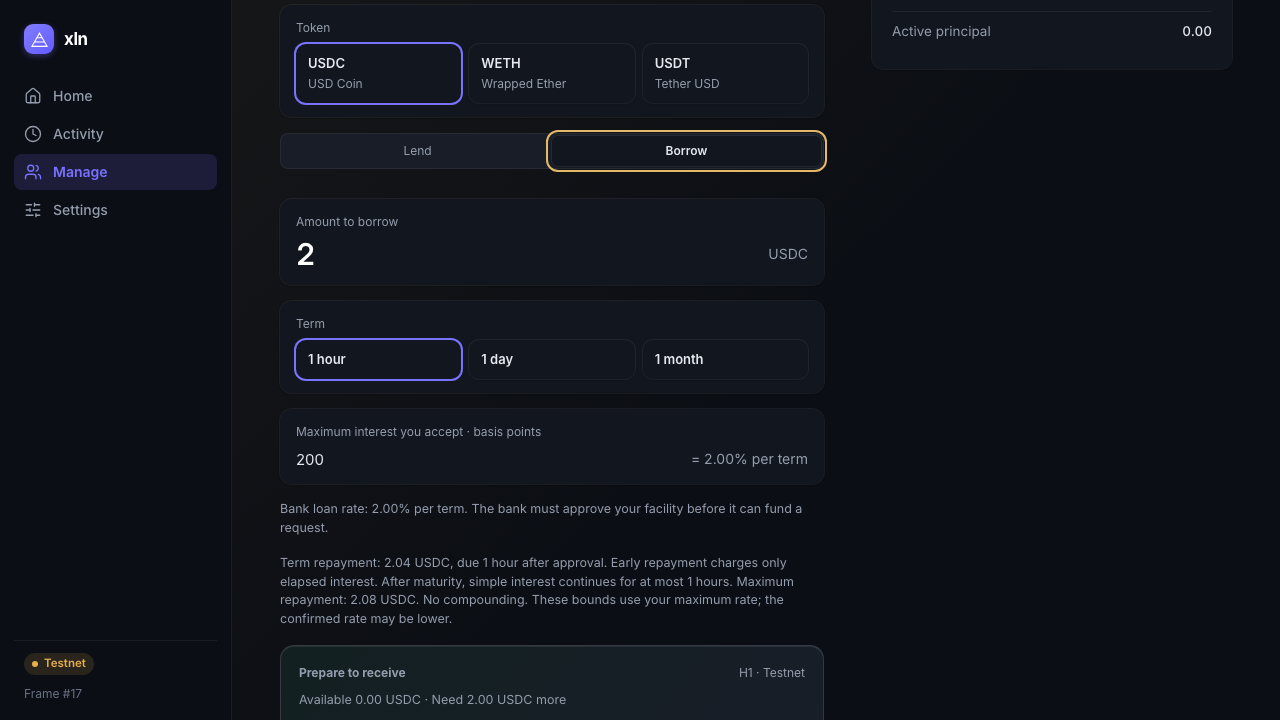 xln
Home
Activity
Manage
Settings
Testnet
Frame #17
Token
USDC
USD Coin
WETH
Wrapped Ether
USDT
Tether USD
Lend
Borrow
Amount to borrow
2
USDC
Term
1 hour
1 day
1 month
Maximum interest you accept · basis points
200
= 2.00% per term
Bank loan rate: 2.00% per term. The bank must approve your facility before it can fund a
request.
Term repayment: 2.04 USDC, due 1 hour after approval. Early repayment charges only
elapsed interest. After maturity, simple interest continues for at most 1 hours. Maximum
repayment: 2.08 USDC. No compounding. These bounds use your maximum rate; the
confirmed rate may be lower.
Prepare to receive
H1 · Testnet
Available 0.00 USDC · Need 2.00 USDC more
Active principal
0.00